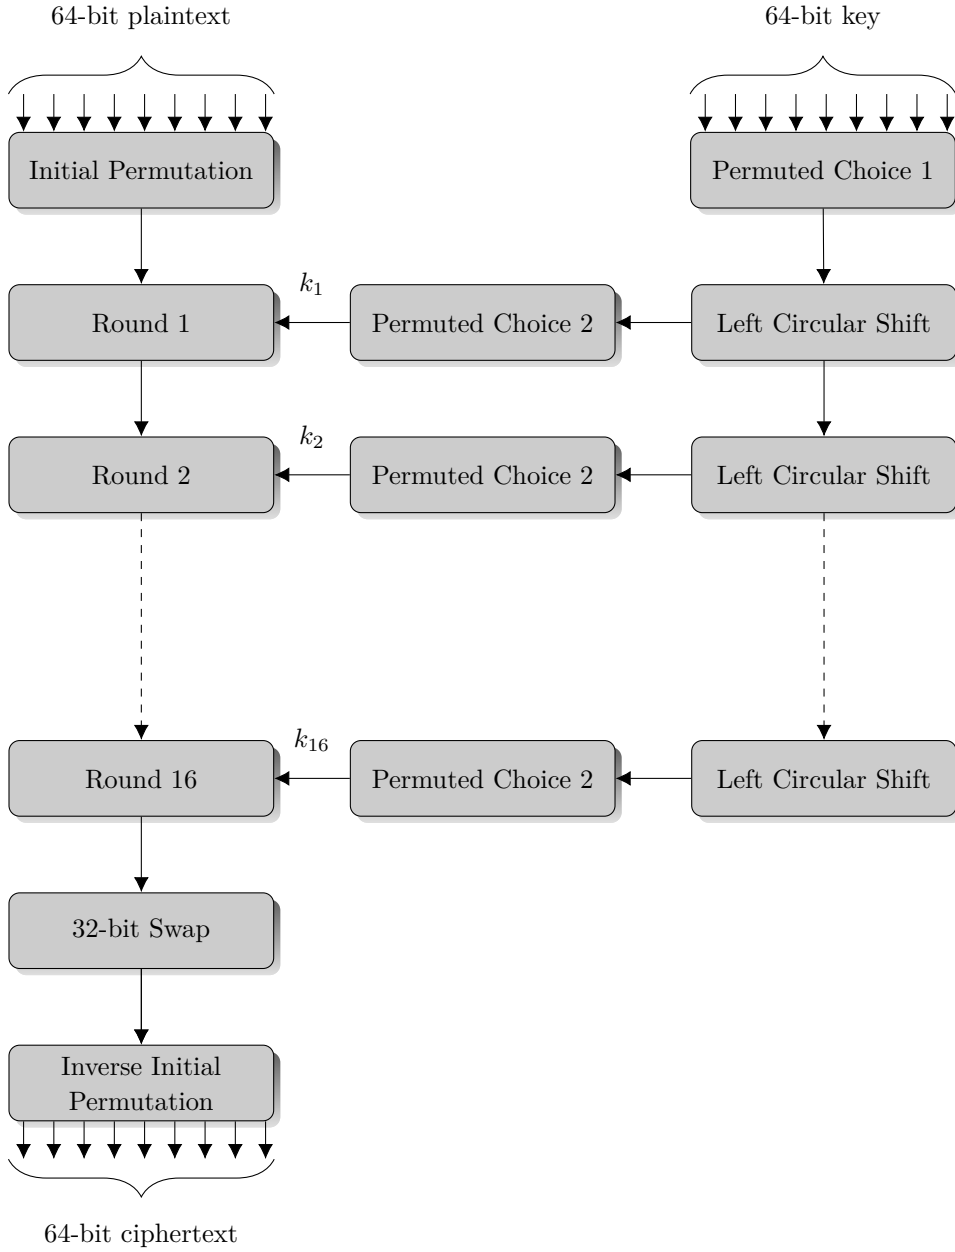 64-bit plaintext
64-bit key
Initial Permutation
Permuted Choice 1
k₁
Round 1
Permuted Choice 2
Left Circular Shift
k₂
Round 2
Permuted Choice 2
Left Circular Shift
k₁₆
Round 16
Permuted Choice 2
Left Circular Shift
32-bit Swap
Inverse Initial
Permutation
64-bit ciphertext